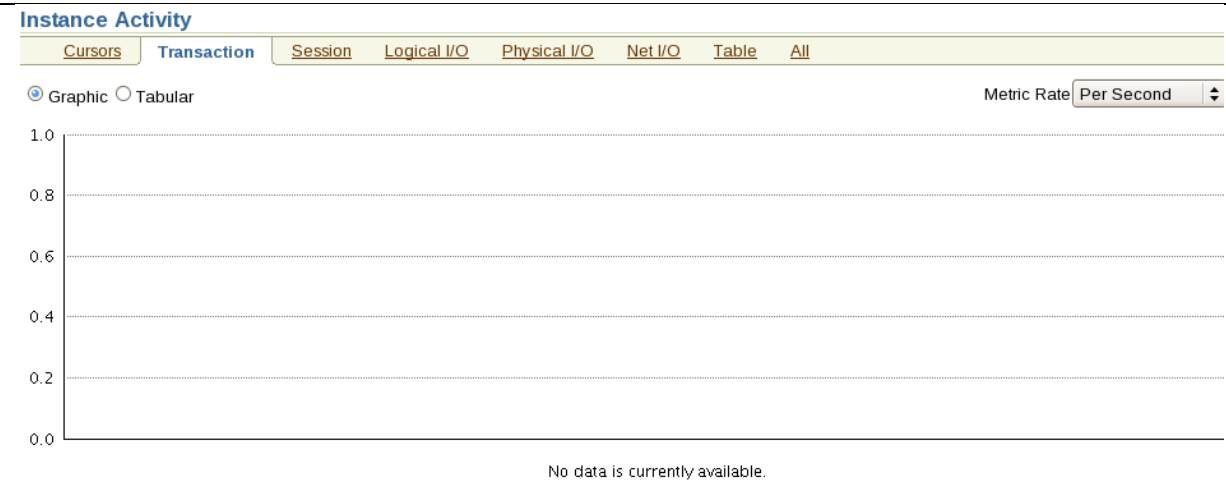 Instance Activity
Cursors Transaction Session Logical I/O Physical I/O Net I/O Table All
Graphic Tabular Metric Rate Per Second
1.0
0.8
0.6
0.4
0.2
0.0
No data is currently available.